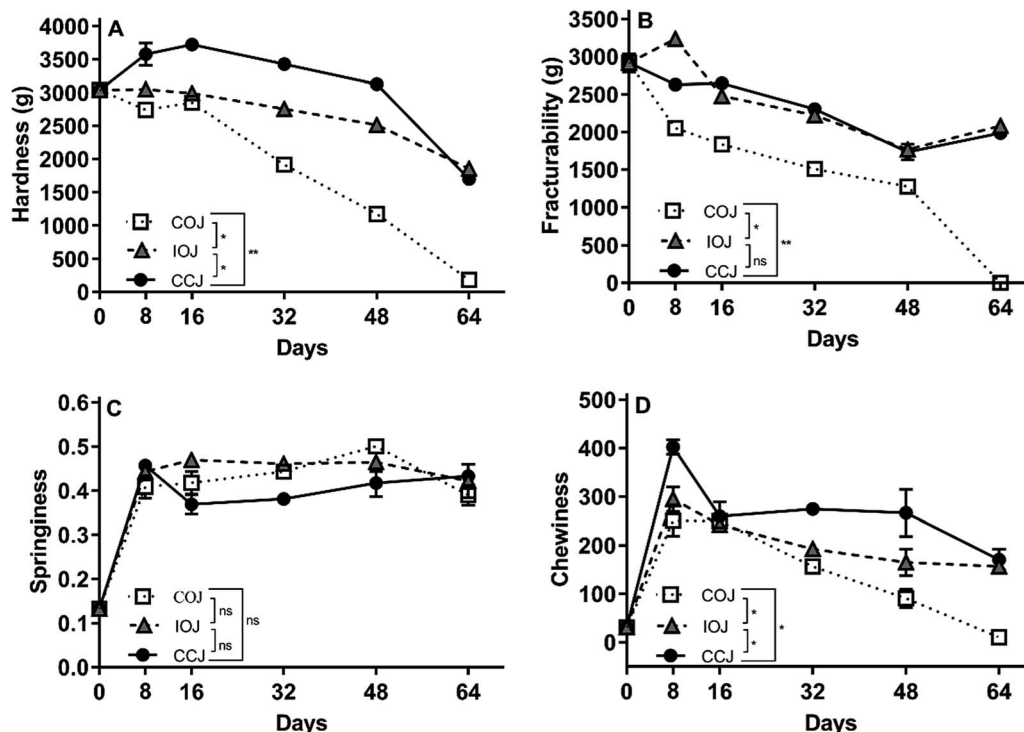 A
Hardness (g)
4000
3500
3000
2500
2000
1500
1000
500
0
COJ
IOJ
CCJ
*
*
**
0 8 16 32 48 64
Days
B
Fracturability (g)
3500
3000
2500
2000
1500
1000
500
0
COJ
IOJ
CCJ
*
ns
**
0 8 16 32 48 64
Days
C
Springiness
0.6
0.5
0.4
0.3
0.2
0.1
0.0
COJ
IOJ
CCJ
ns
ns
ns
0 8 16 32 48 64
Days
D
Chewiness
500
400
300
200
100
0
COJ
IOJ
CCJ
*
*
*
0 8 16 32 48 64
Days